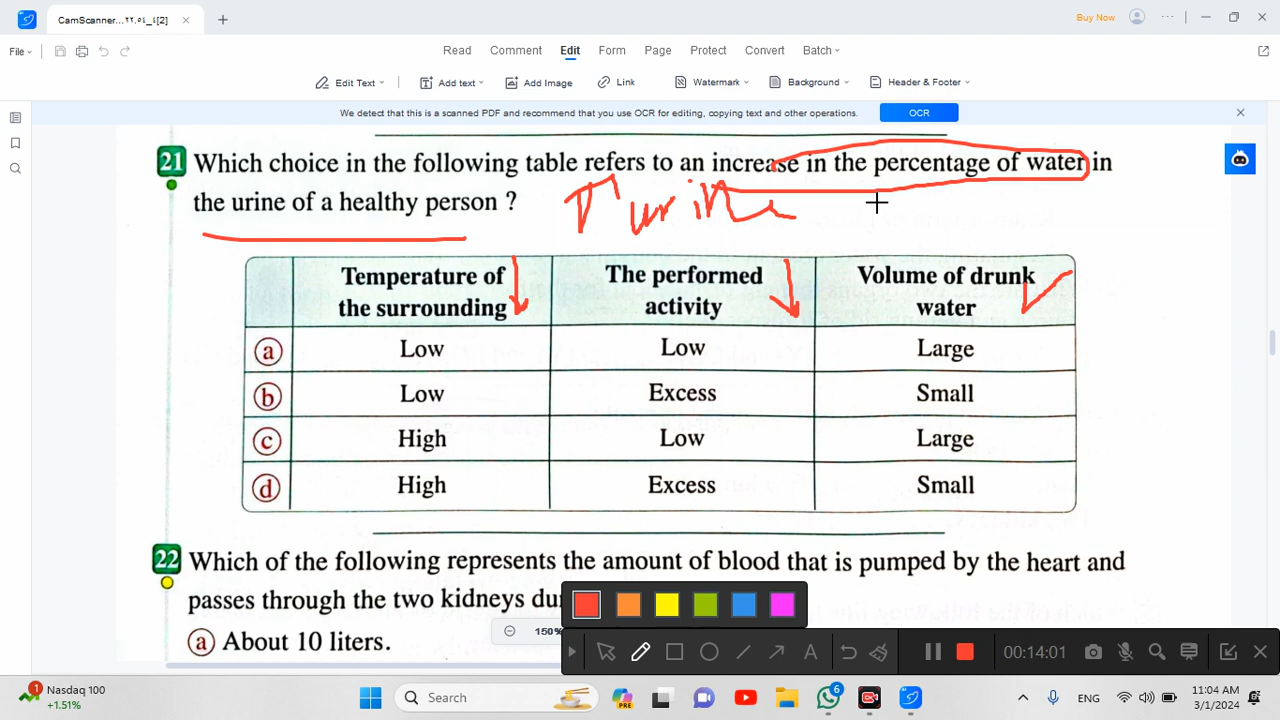 CamScanner...٢٢,٥٤_٤[2]
Buy Now
File
Read Comment Edit Form Page Protect Convert Batch
Edit Text Add text Add Image Link Watermark Background Header & Footer
We detect that this is a scanned PDF and recommend that you use OCR for editing, copying text and other operations. OCR
21 Which choice in the following table refers to an increase in the percentage of water in
the urine of a healthy person ?
Temperature of the surrounding The performed activity Volume of drunk water
a Low Low Large
b Low Excess Small
c High Low Large
d High Excess Small
22 Which of the following represents the amount of blood that is pumped by the heart and
passes through the two kidneys du
a About 10 liters.
150%
00:14:01
1 Nasdaq 100
+1.51%
Search
PRE
6
ENG
11:04 AM
3/1/2024